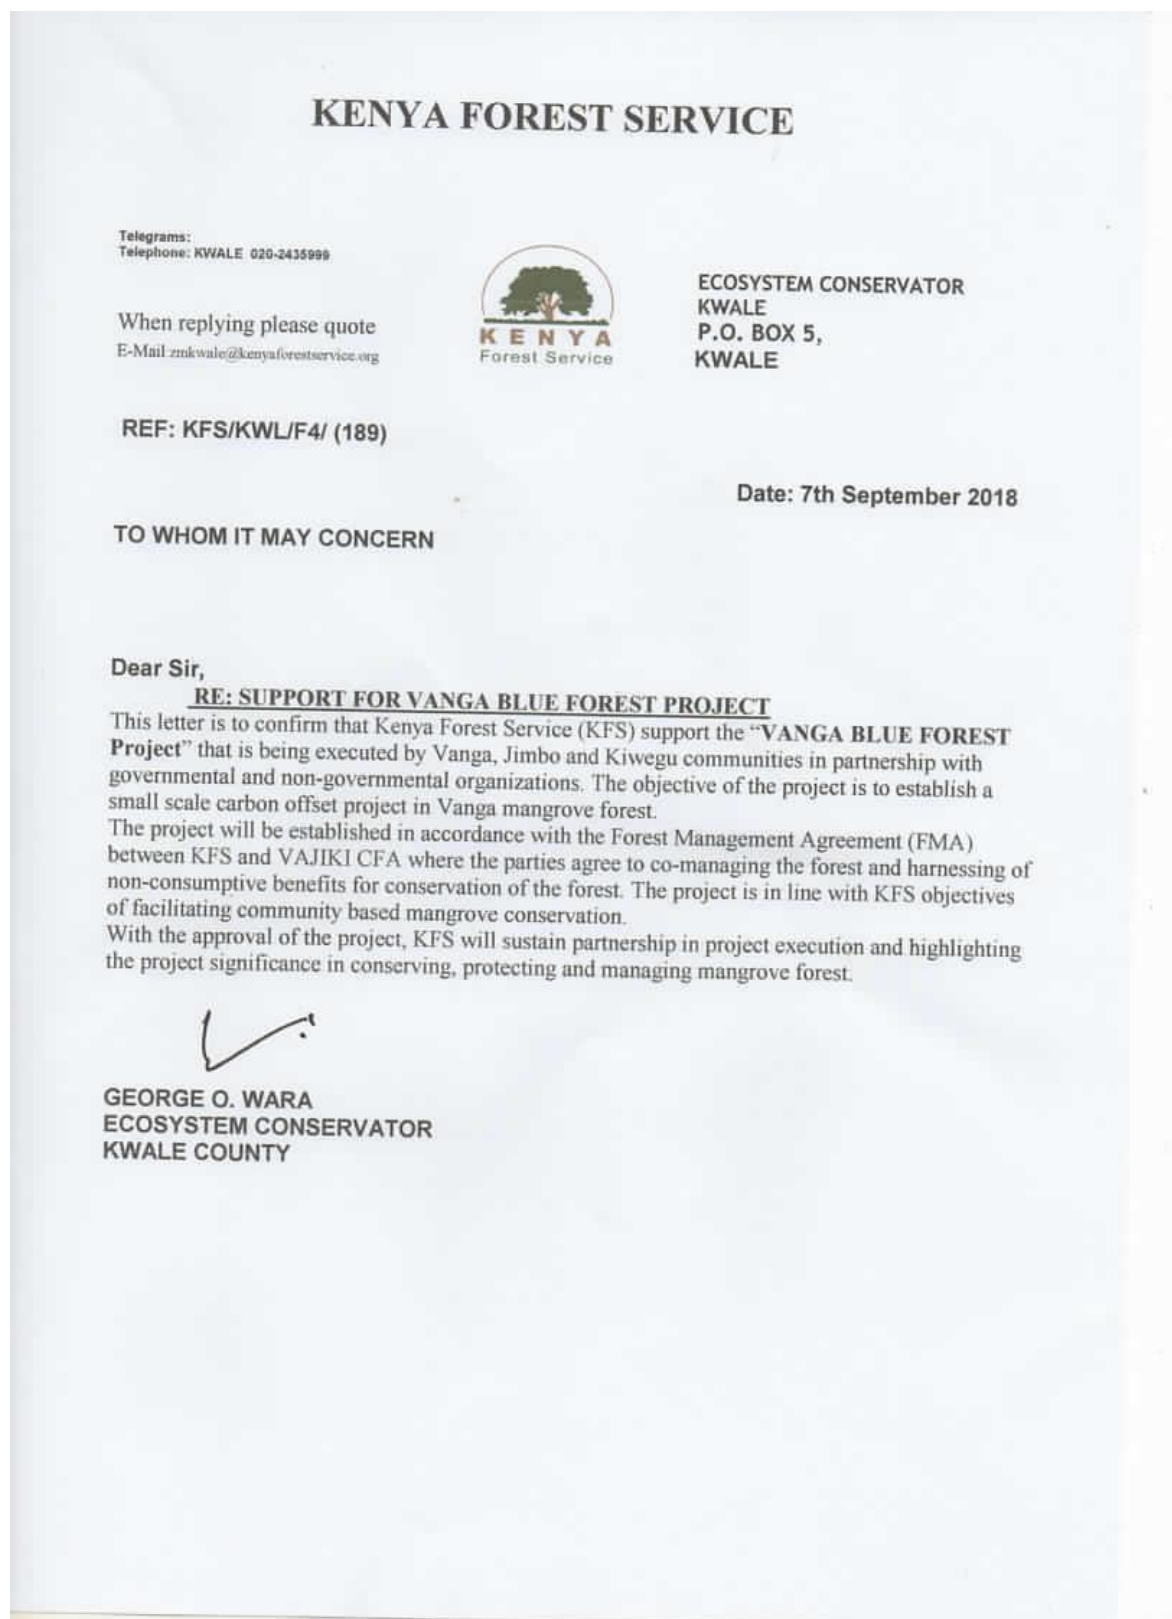 KENYA FOREST SERVICE
Telegrams:
Telephone: KWALE 020-2435999
When replying please quote
E-Mail zmkwale@kenyaforestservice.org
KENYA
Forest Service
ECOSYSTEM CONSERVATOR
KWALE
P.O. BOX 5,
KWALE
REF: KFS/KWL/F4/ (189)
Date: 7th September 2018
TO WHOM IT MAY CONCERN
Dear Sir,
RE: SUPPORT FOR VANGA BLUE FOREST PROJECT
This letter is to confirm that Kenya Forest Service (KFS) support the “VANGA BLUE FOREST
Project” that is being executed by Vanga, Jimbo and Kiwegu communities in partnership with
governmental and non-governmental organizations. The objective of the project is to establish a
small scale carbon offset project in Vanga mangrove forest.
The project will be established in accordance with the Forest Management Agreement (FMA)
between KFS and VAJIKI CFA where the parties agree to co-managing the forest and harnessing of
non-consumptive benefits for conservation of the forest. The project is in line with KFS objectives
of facilitating community based mangrove conservation.
With the approval of the project, KFS will sustain partnership in project execution and highlighting
the project significance in conserving, protecting and managing mangrove forest.
GEORGE O. WARA
ECOSYSTEM CONSERVATOR
KWALE COUNTY